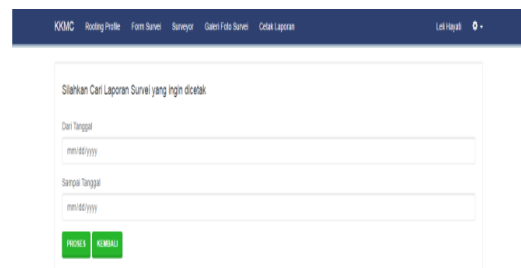 KKMC Rooting Profile Form Survei Surveyor Galeri Foto Survei Cetak Laporan Leli Hayati
Silahkan Cari Laporan Survei yang ingin dicetak
Dari Tanggal
mm/dd/yyyy
Sampai Tanggal
mm/dd/yyyy
PROSES KEMBALI